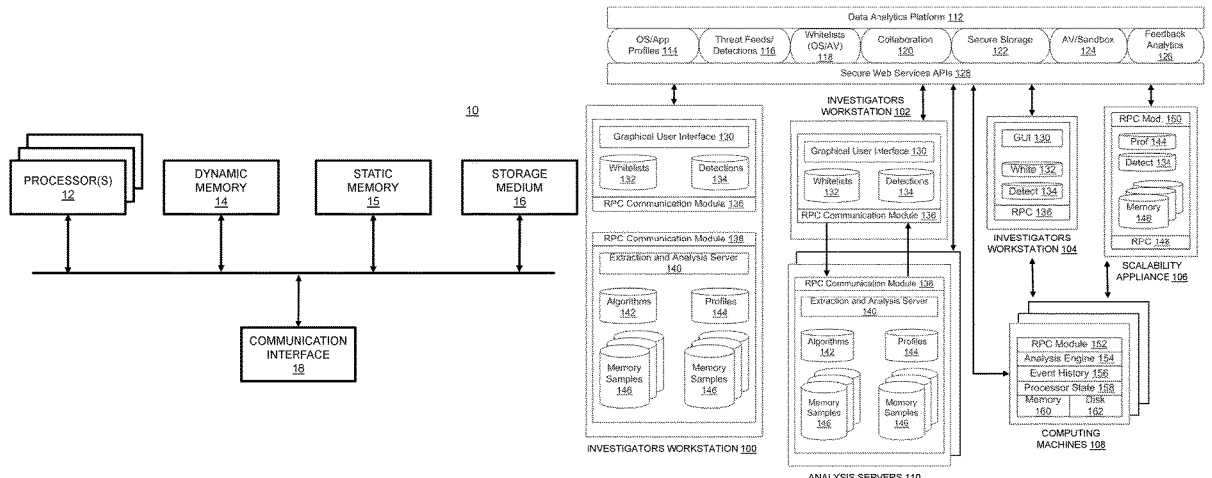 10
PROCESSOR(S)
12
DYNAMIC
MEMORY
14
STATIC
MEMORY
15
STORAGE
MEDIUM
16
COMMUNICATION
INTERFACE
18
Data Analytics Platform 112
OS/App
Profiles 114
Threat Feeds/
Detections 116
Whitelists
(OS/AV)
118
Collaboration
120
Secure Storage
122
AV/Sandbox
124
Feedback
Analytics
126
Secure Web Services APIs 128
Graphical User Interface 130
Whitelists
132
Detections
134
RPC Communication Module 136
RPC Communication Module 138
Extraction and Analysis Server
140
Algorithms
142
Profiles
144
Memory
Samples
146
Memory
Samples
146
INVESTIGATORS WORKSTATION 100
INVESTIGATORS
WORKSTATION 102
Graphical User Interface 130
Whitelists
132
Detections
134
RPC Communication Module 136
RPC Communication Module 138
Extraction and Analysis Server
140
Algorithms
142
Profiles
144
Memory
Samples
146
Memory
Samples
146
ANALYSIS SERVERS 110
GUI 130
White 132
Detect 134
RPC 136
INVESTIGATORS
WORKSTATION 104
RPC Mod. 150
Prof 144
Detect 134
Memory
146
RPC 148
SCALABILITY
APPLIANCE 106
RPC Module 152
Analysis Engine 154
Event History 156
Processor State 158
Memory
160
Disk
162
COMPUTING
MACHINES 108